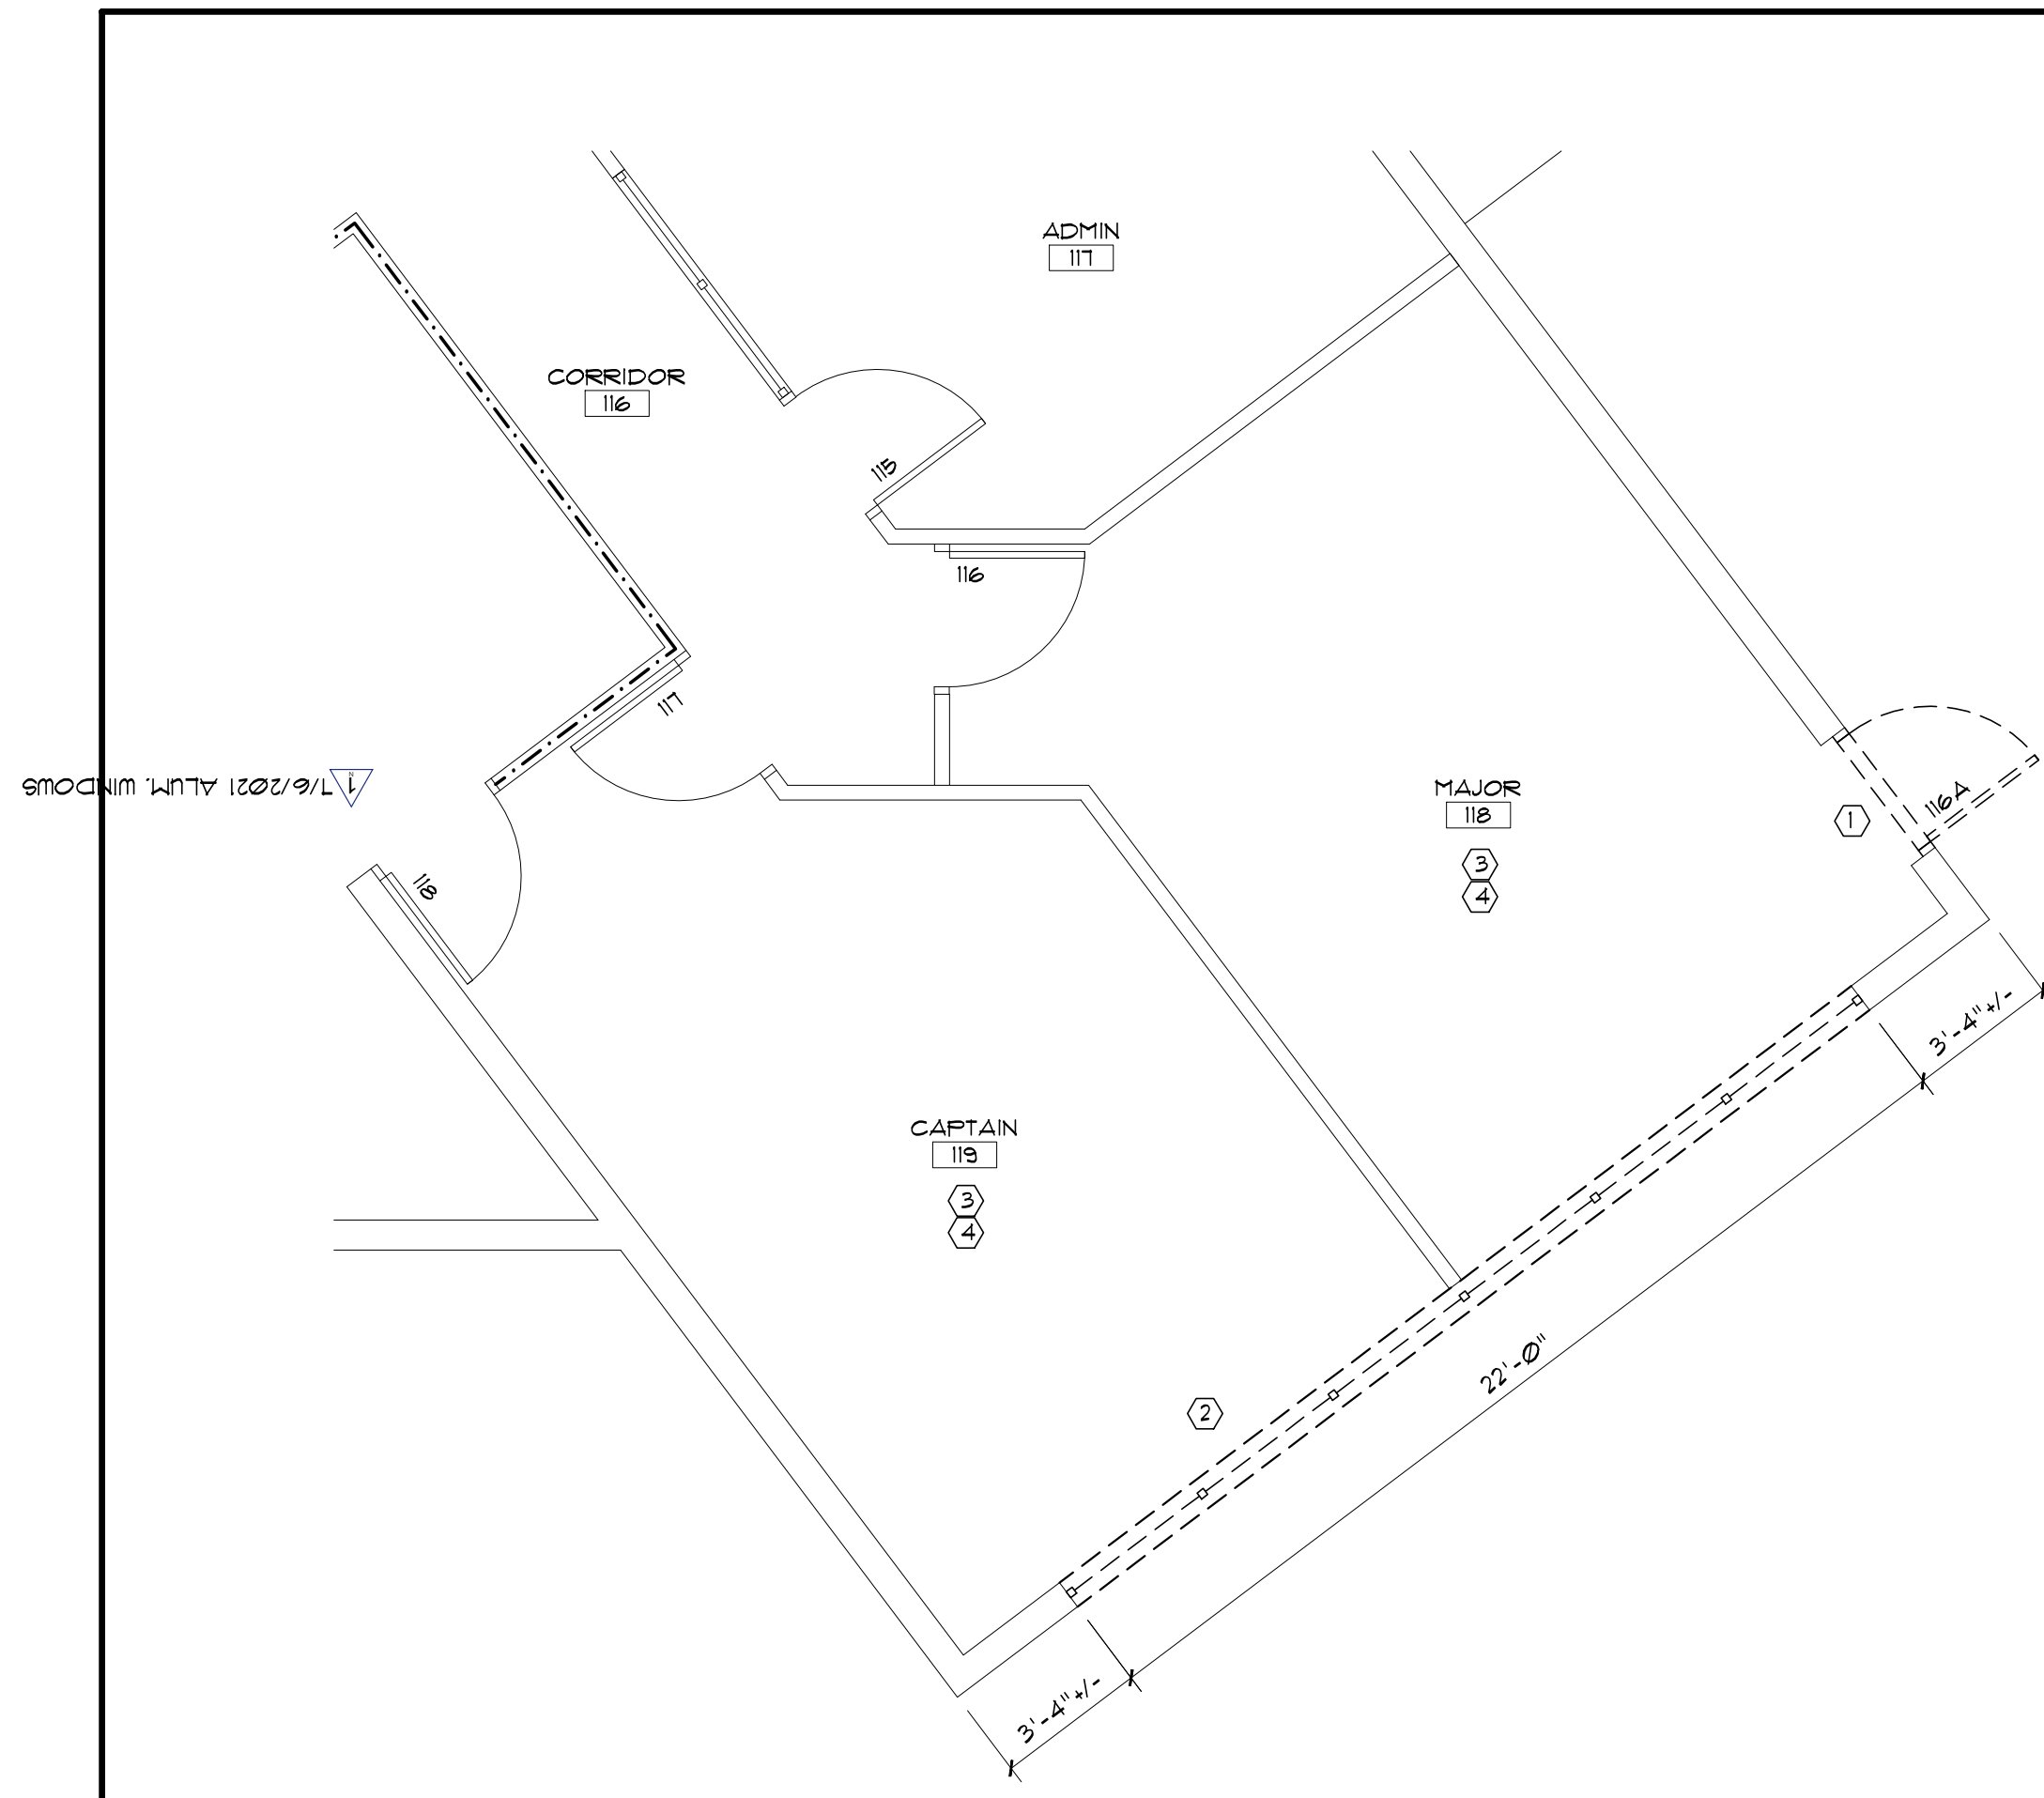 ADMIN
117
CORRIDOR
116
115
116
117
1 7/6/2021 ALUM. WINDOWS
N
118
MAJOR
118
3
4
1
116A
3'-4"+/-
CAPTAIN
119
3
4
22'-0"
2
3'-4"+/-